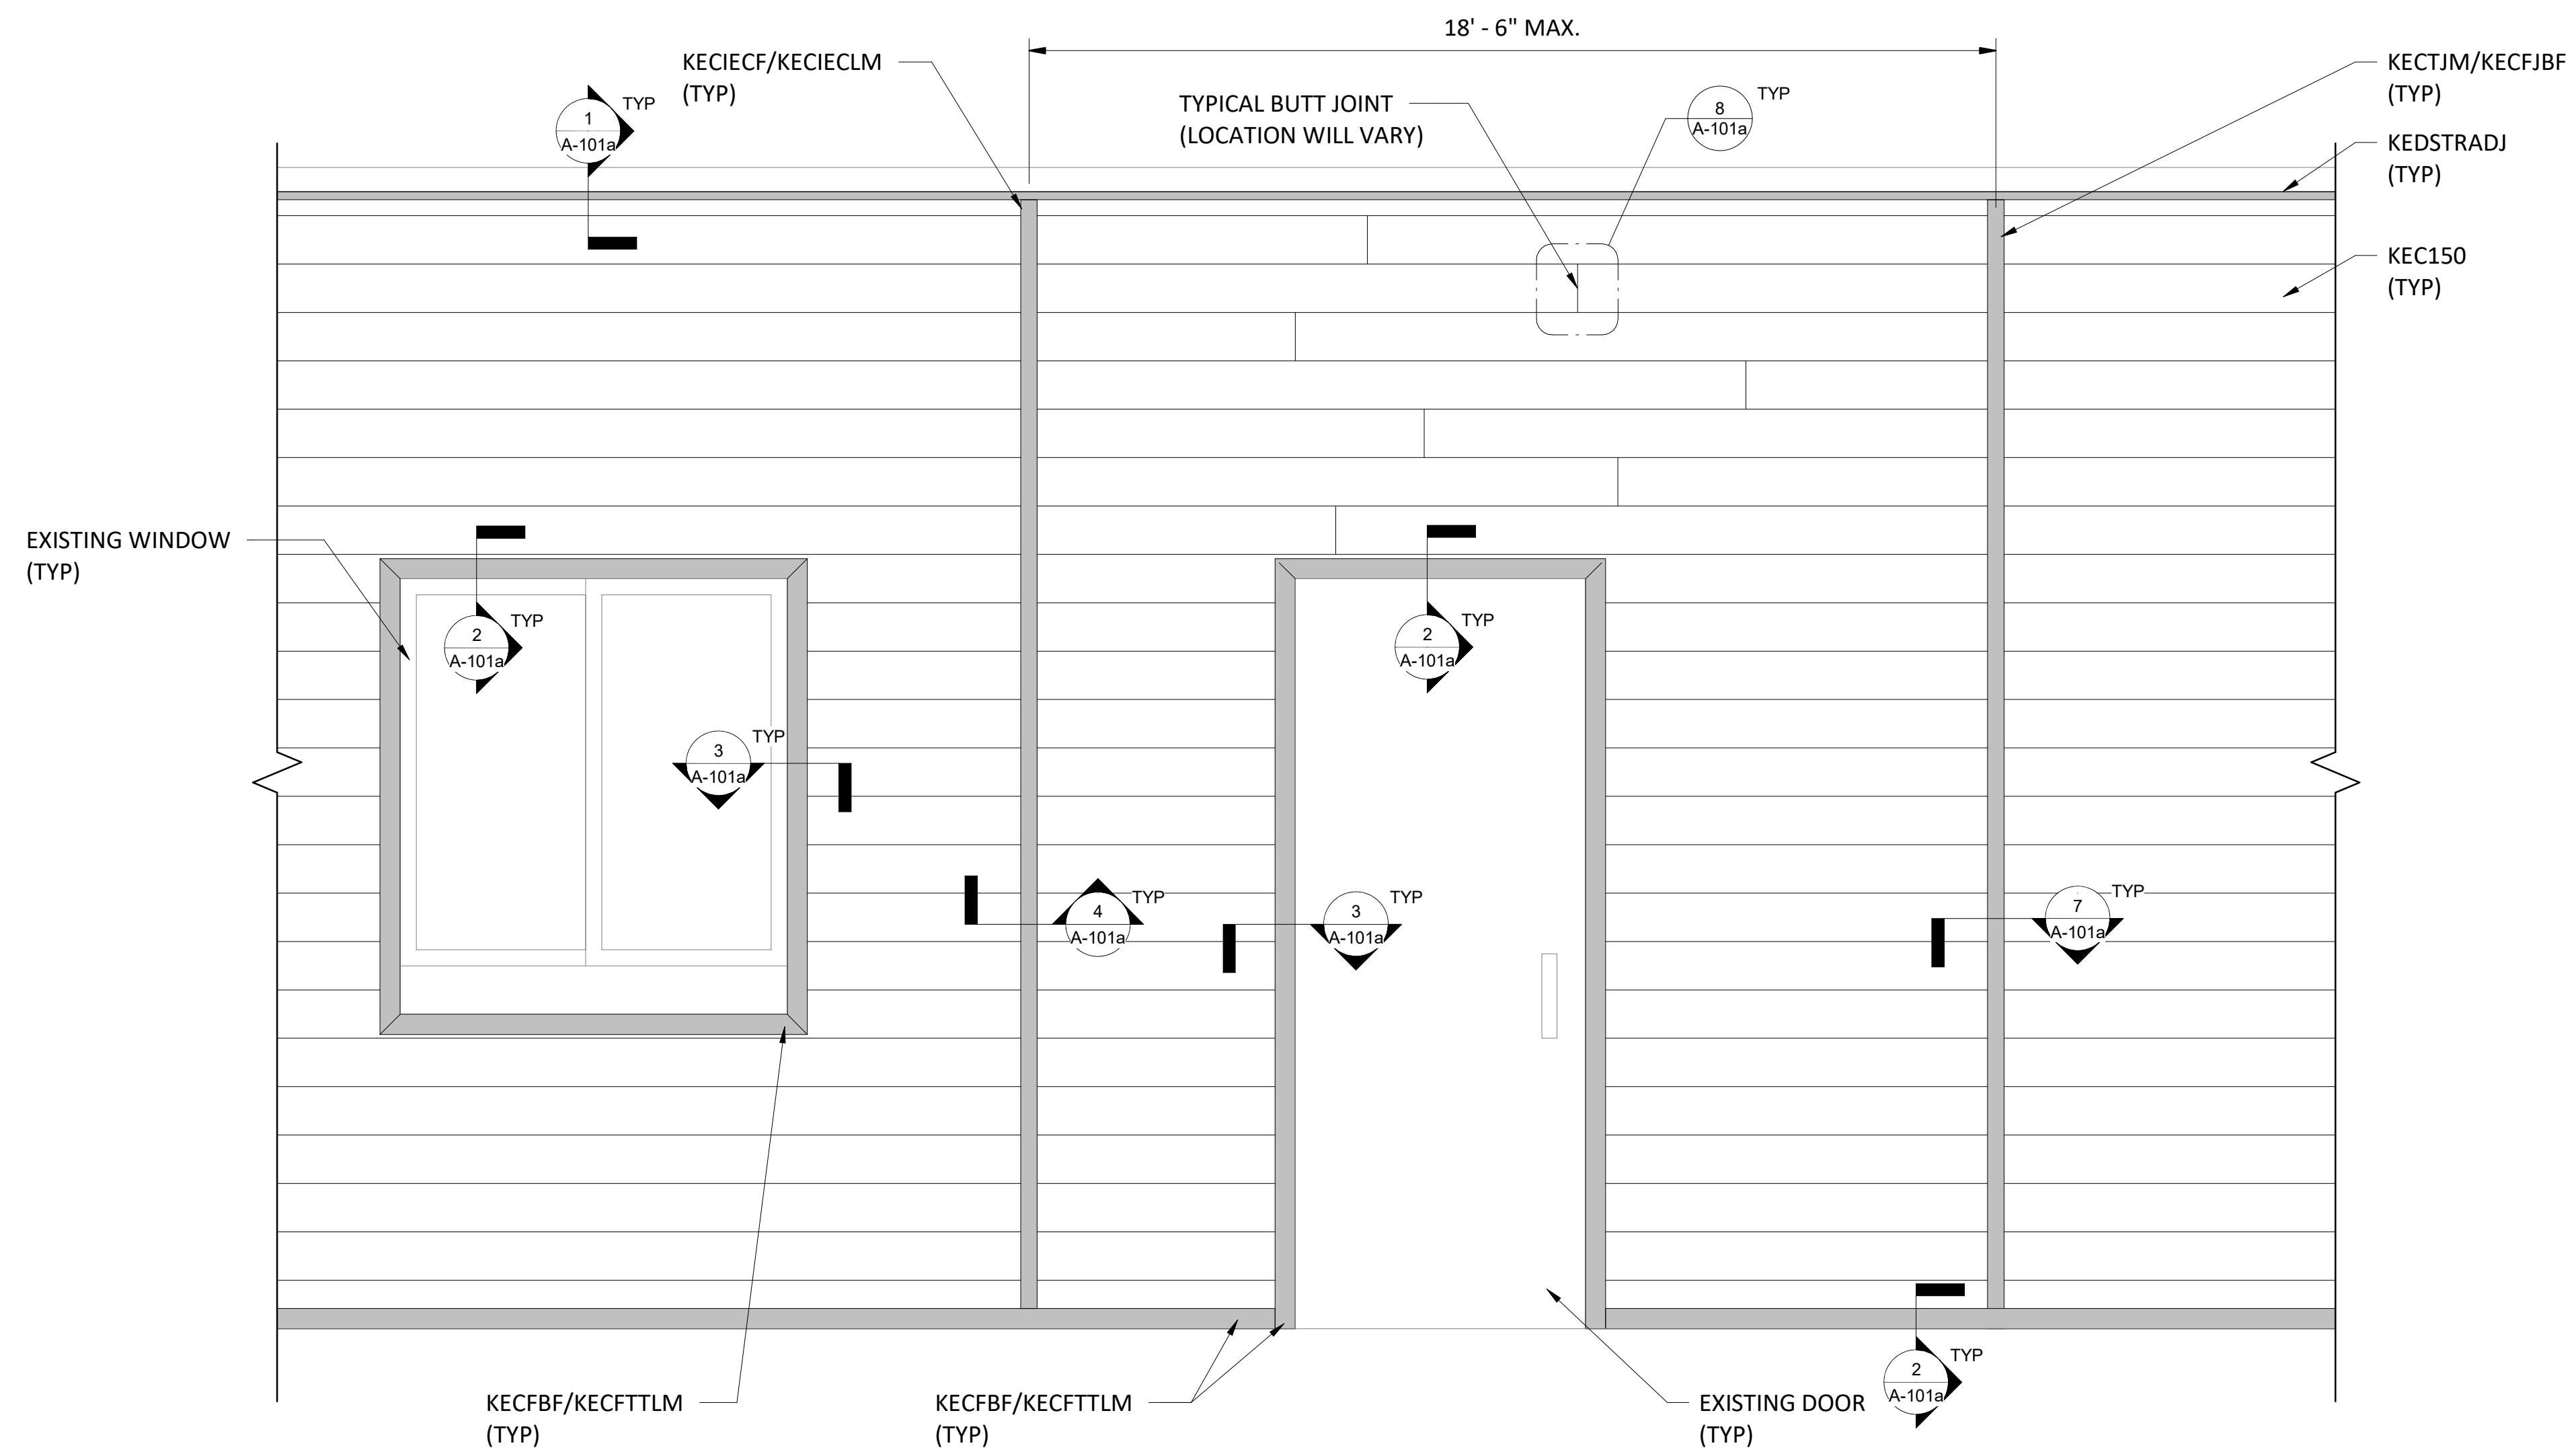 18' - 6" MAX.
KECIECF/KECIECLM
(TYP)
KECTJM/KECFJBF
(TYP)
TYP
1
A-101a
TYPICAL BUTT JOINT
(LOCATION WILL VARY)
8
A-101a
TYP
KEDSTRADJ
(TYP)
KEC150
(TYP)
EXISTING WINDOW
(TYP)
TYP
2
A-101a
TYP
2
A-101a
TYP
3
A-101a
TYP
4
A-101a
TYP
3
A-101a
TYP
7
A-101a
TYP
2
A-101a
KECFBF/KECFTTLM
(TYP)
KECFBF/KECFTTLM
(TYP)
EXISTING DOOR
(TYP)